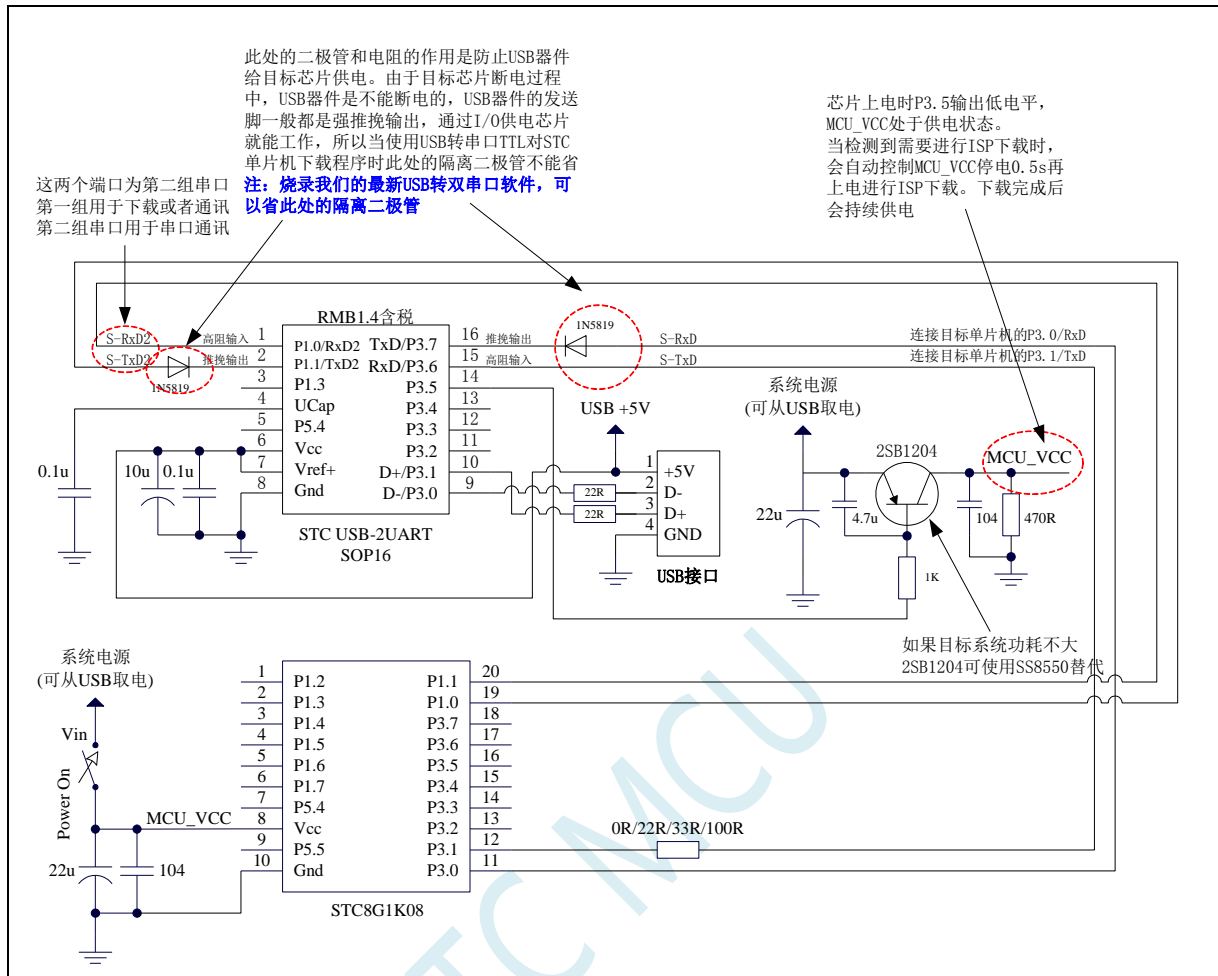 此处的二极管和电阻的作用是防止USB器件
给目标芯片供电。由于目标芯片断电过程
中，USB器件是不能断电的，USB器件的发送
脚一般都是强推挽输出，通过I/O供电芯片
就能工作，所以当使用USB转串口TTL对STC
单片机下载程序时此处的隔离二极管不能省
注：烧录我们的最新USB转双串口软件，可
以省此处的隔离二极管
这两个端口为第二组串口
第一组用于下载或者通讯
第二组串口用于串口通讯
芯片上电时P3.5输出低电平，
MCU_VCC处于供电状态。
当检测到需要进行ISP下载时，
会自动控制MCU_VCC停电0.5s再
上电进行ISP下载。下载完成后
会持续供电
RMB1.4含税
S-RxD2
高阻输入
1
P1.0/RxD2
TxD/P3.7
16
推挽输出
1N5819
S-RxD
连接目标单片机的P3.0/RxD
S-TxD2
1N5819
推挽输出
2
P1.1/TxD2
RxD/P3.6
15
高阻输入
S-TxD
连接目标单片机的P3.1/TxD
3
P1.3
P3.5
14
4
UCap
P3.4
13
5
P5.4
P3.3
12
6
Vcc
P3.2
11
7
Vref+
D+/P3.1
10
8
Gnd
D-/P3.0
9
STC USB-2UART
SOP16
0.1u
10u
0.1u
USB +5V
1
+5V
2
D-
3
D+
4
GND
22R
22R
USB接口
系统电源
(可从USB取电)
2SB1204
MCU_VCC
22u
4.7u
104
470R
1K
如果目标系统功耗不大
2SB1204可使用SS8550替代
系统电源
(可从USB取电)
Vin
Power On
MCU_VCC
22u
104
1
P1.2
P1.1
20
2
P1.3
P1.0
19
3
P1.4
P3.7
18
4
P1.5
P3.6
17
5
P1.6
P3.5
16
6
P1.7
P3.4
15
7
P5.4
P3.3
14
8
Vcc
P3.2
13
9
P5.5
P3.1
12
10
Gnd
P3.0
11
0R/22R/33R/100R
STC8G1K08
STC MCU